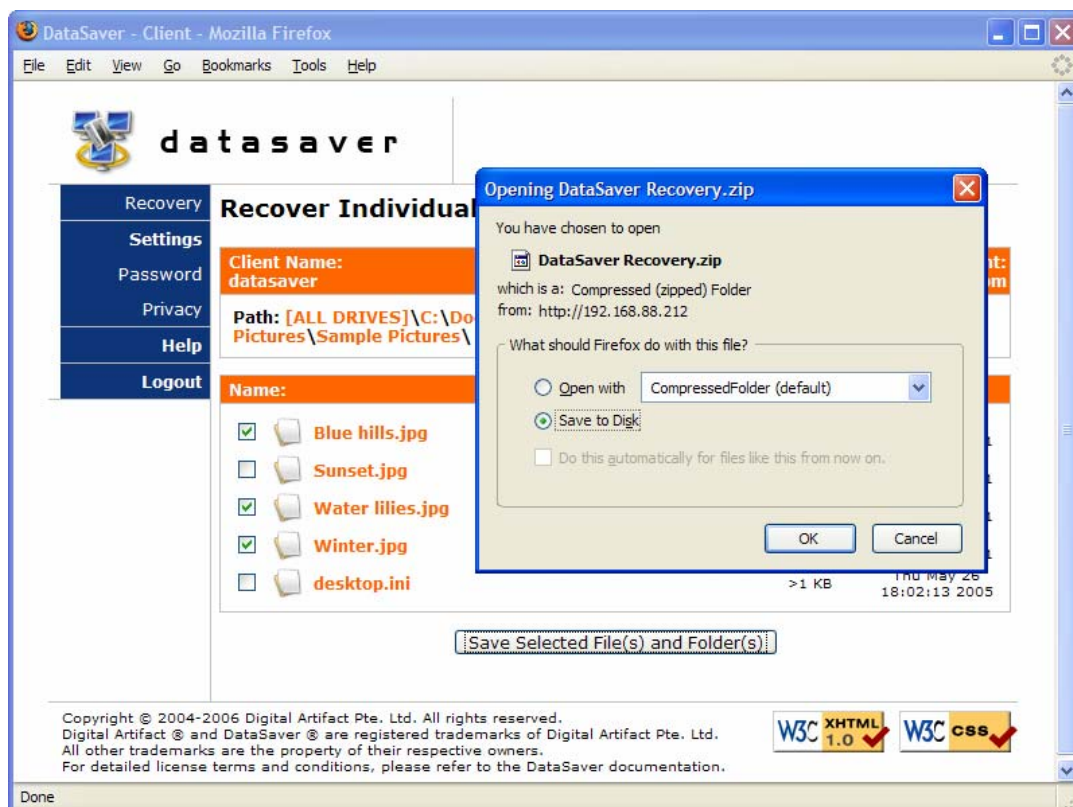 DataSaver - Client - Mozilla Firefox
File Edit View Go Bookmarks Tools Help
datasaver
Recovery
Settings
Password
Privacy
Help
Logout
Recover Individual
Client Name:
datasaver
Path: [ALL DRIVES]\C:\Do
Pictures\Sample Pictures\
Name:
Blue hills.jpg
Sunset.jpg
Water lilies.jpg
Winter.jpg
desktop.ini
>1 KB
Thu May 26
18:02:13 2005
Opening DataSaver Recovery.zip
You have chosen to open
DataSaver Recovery.zip
which is a: Compressed (zipped) Folder
from: http://192.168.88.212
What should Firefox do with this file?
Open with CompressedFolder (default)
Save to Disk
Do this automatically for files like this from now on.
OK Cancel
Save Selected File(s) and Folder(s)
Copyright © 2004-2006 Digital Artifact Pte. Ltd. All rights reserved.
Digital Artifact ® and DataSaver ® are registered trademarks of Digital Artifact Pte. Ltd.
All other trademarks are the property of their respective owners.
For detailed license terms and conditions, please refer to the DataSaver documentation.
W3C XHTML 1.0
W3C css
Done